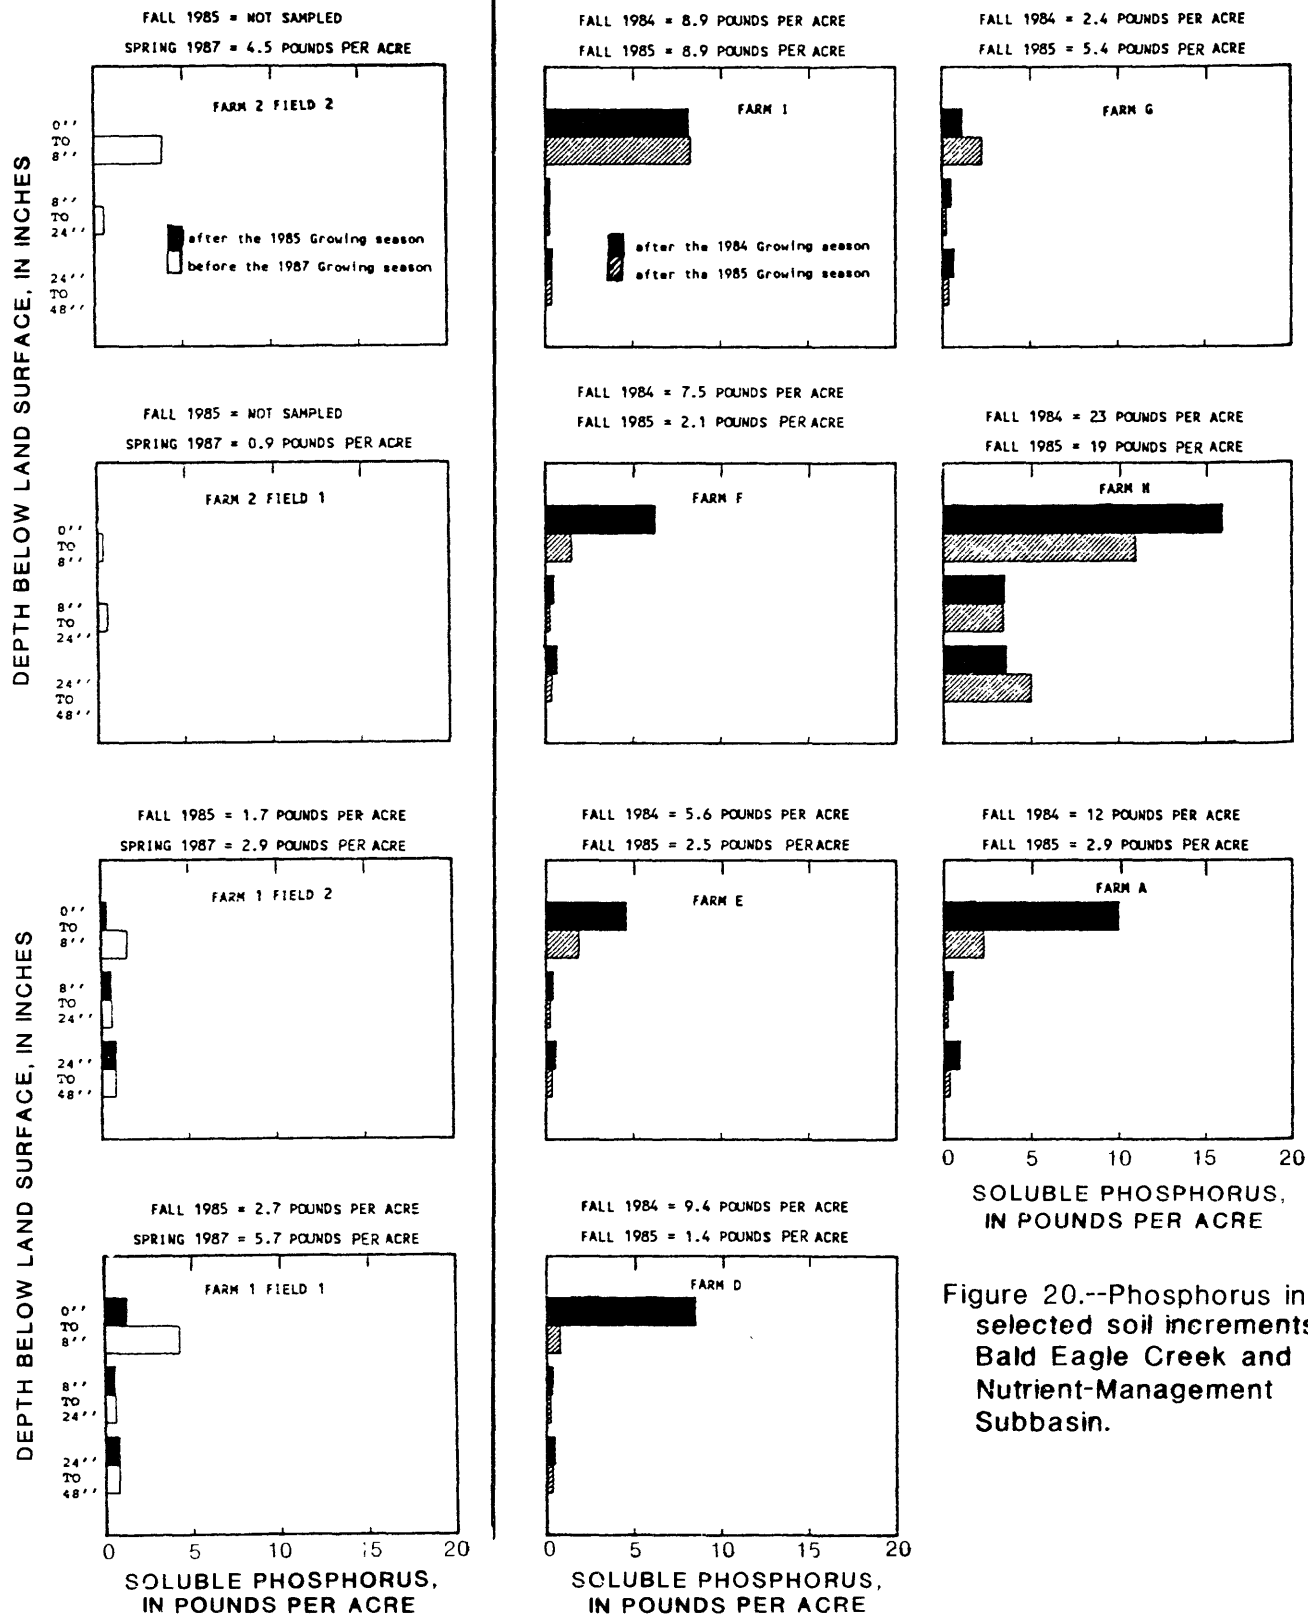 FALL 1985 = NOT SAMPLED
SPRING 1987 = 4.5 POUNDS PER ACRE
FARM 2 FIELD 2
0''
TO
8''
8''
TO
24''
24''
TO
48''
after the 1985 Growing season
before the 1987 Growing season
DEPTH BELOW LAND SURFACE, IN INCHES
FALL 1985 = NOT SAMPLED
SPRING 1987 = 0.9 POUNDS PER ACRE
FARM 2 FIELD 1
0''
TO
8''
8''
TO
24''
24''
TO
48''
FALL 1985 = 1.7 POUNDS PER ACRE
SPRING 1987 = 2.9 POUNDS PER ACRE
FARM 1 FIELD 2
0''
TO
8''
8''
TO
24''
24''
TO
48''
DEPTH BELOW LAND SURFACE, IN INCHES
FALL 1985 = 2.7 POUNDS PER ACRE
SPRING 1987 = 5.7 POUNDS PER ACRE
FARM 1 FIELD 1
0''
TO
8''
8''
TO
24''
24''
TO
48''
0 5 10 15 20
SOLUBLE PHOSPHORUS,
IN POUNDS PER ACRE
FALL 1984 = 8.9 POUNDS PER ACRE
FALL 1985 = 8.9 POUNDS PER ACRE
FARM I
after the 1984 Growing season
after the 1985 Growing season
FALL 1984 = 7.5 POUNDS PER ACRE
FALL 1985 = 2.1 POUNDS PER ACRE
FARM F
FALL 1984 = 5.6 POUNDS PER ACRE
FALL 1985 = 2.5 POUNDS PER ACRE
FARM E
FALL 1984 = 9.4 POUNDS PER ACRE
FALL 1985 = 1.4 POUNDS PER ACRE
FARM D
0 5 10 15 20
SOLUBLE PHOSPHORUS,
IN POUNDS PER ACRE
FALL 1984 = 2.4 POUNDS PER ACRE
FALL 1985 = 5.4 POUNDS PER ACRE
FARM G
FALL 1984 = 23 POUNDS PER ACRE
FALL 1985 = 19 POUNDS PER ACRE
FARM H
FALL 1984 = 12 POUNDS PER ACRE
FALL 1985 = 2.9 POUNDS PER ACRE
FARM A
0 5 10 15 20
SOLUBLE PHOSPHORUS,
IN POUNDS PER ACRE
Figure 20.--Phosphorus in
selected soil increments
Bald Eagle Creek and
Nutrient-Management
Subbasin.